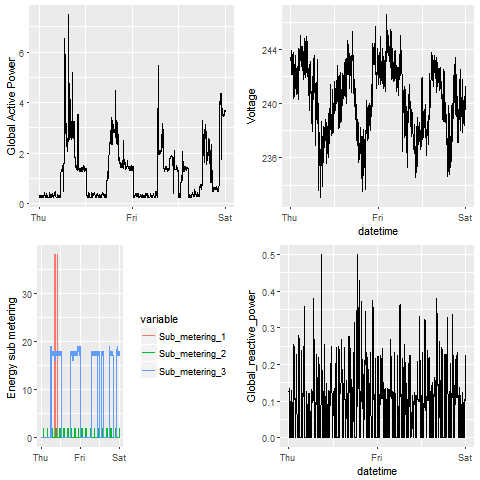 Global Active Power
6
4
2
0
Thu
Fri
Sat
Voltage
244
240
236
Thu
Fri
Sat
datetime
Energy sub metering
30
20
10
0
Thu
Fri
Sat
variable
Sub_metering_1
Sub_metering_2
Sub_metering_3
Global_reactive_power
0.5
0.4
0.3
0.2
0.1
0.0
Thu
Fri
Sat
datetime